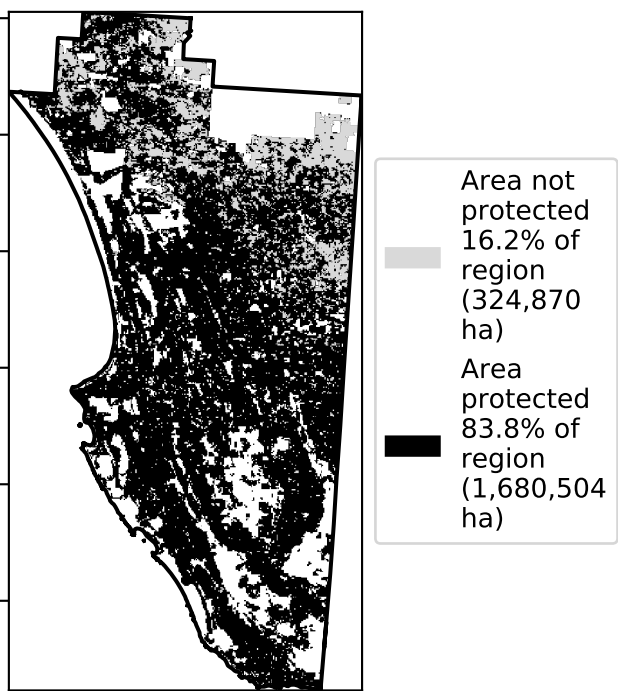 Area not
protected
16.2% of
region
(324,870
ha)
Area
protected
83.8% of
region
(1,680,504
ha)